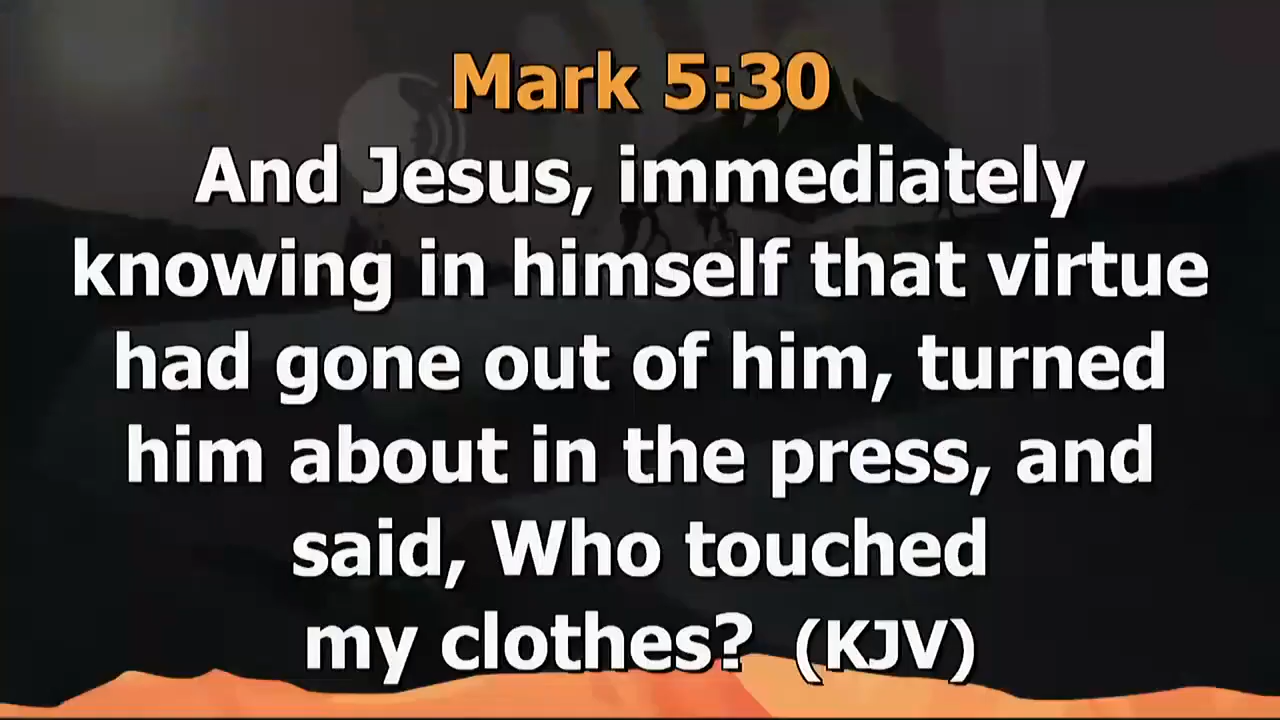 Mark 5:30
And Jesus, immediately
knowing in himself that virtue
had gone out of him, turned
him about in the press, and
said, Who touched
my clothes? (KJV)